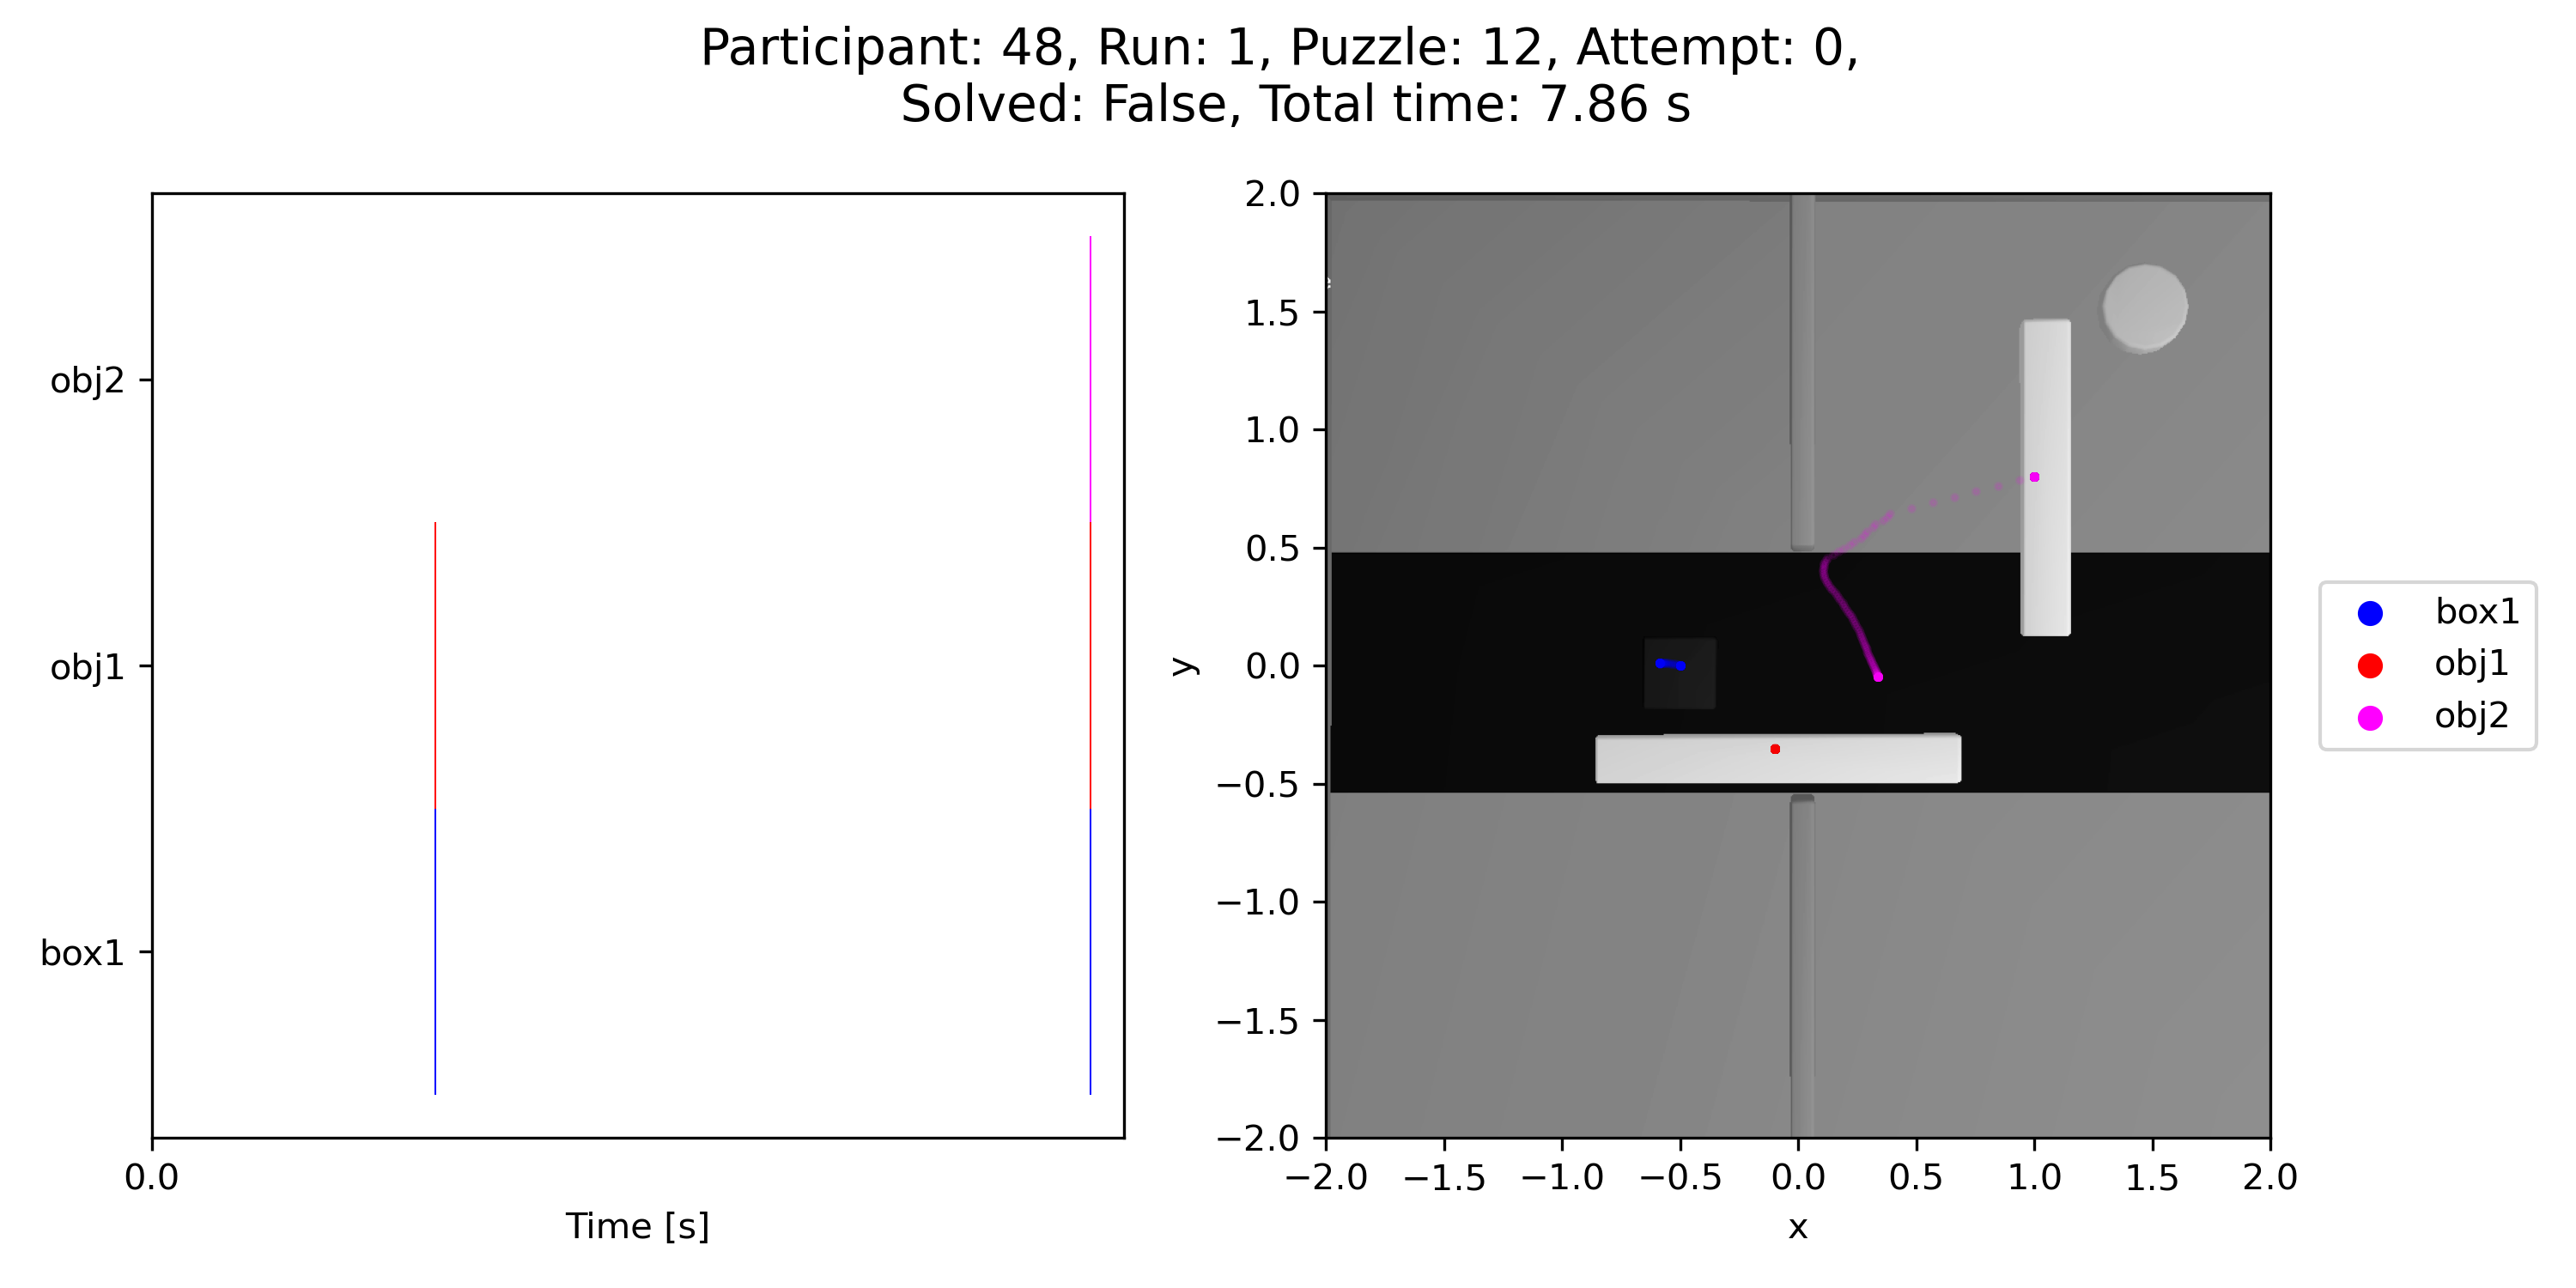 Participant: 48, Run: 1, Puzzle: 12, Attempt: 0,
Solved: False, Total time: 7.86 s
obj2
obj1
box1
0.0
Time [s]
2.0
1.5
1.0
0.5
0.0
−0.5
−1.0
−1.5
−2.0
y
−2.0 −1.5 −1.0 −0.5 0.0 0.5 1.0 1.5 2.0
x
box1
obj1
obj2